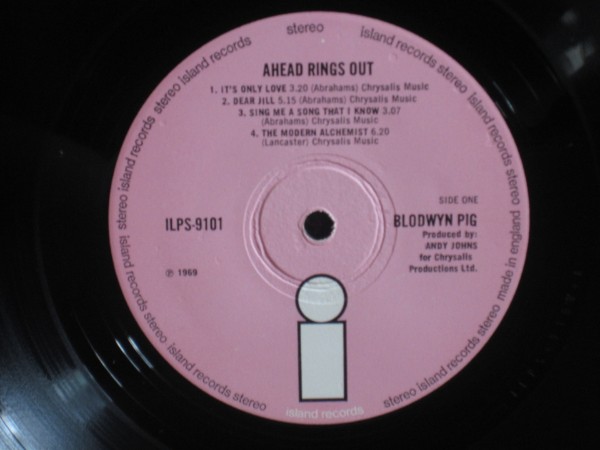 stereo
island records
stereo island records
AHEAD RINGS OUT
1. IT'S ONLY LOVE 3.20 (Abrahams) Chrysalis Music
2. DEAR JILL 5.15 (Abrahams) Chrysalis Music
3. SING ME A SONG THAT I KNOW 3.07
(Abrahams) Chrysalis Music
4. THE MODERN ALCHEMIST 6.20
(Lancaster) Chrysalis Music
SIDE ONE
ILPS-9101
BLODWYN PIG
Produced by:
ANDY JOHNS
for Chrysalis
Productions Ltd.
℗ 1969
stereo island records
island records stereo
island records stereo
island records
stereo island records stereo
made in england
island records stereo